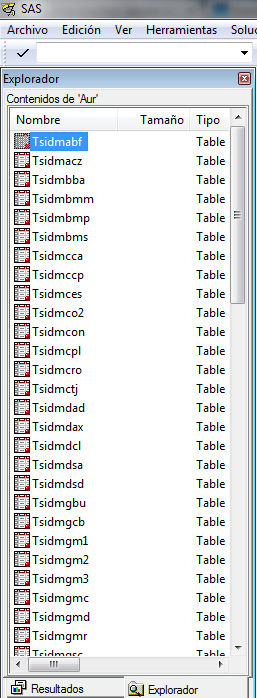 SAS
Archivo Edición Ver Herramientas Soluc
Explorador
Contenidos de 'Aur'
Nombre Tamaño Tipo
Tsidmabf Table
Tsidmacz Table
Tsidmbba Table
Tsidmbmm Table
Tsidmbmp Table
Tsidmbms Table
Tsidmcca Table
Tsidmccp Table
Tsidmces Table
Tsidmco2 Table
Tsidmcon Table
Tsidmcpl Table
Tsidmcro Table
Tsidmctj Table
Tsidmdad Table
Tsidmdax Table
Tsidmdcl Table
Tsidmdsa Table
Tsidmdsd Table
Tsidmgbu Table
Tsidmgcb Table
Tsidmgm1 Table
Tsidmgm2 Table
Tsidmgm3 Table
Tsidmgmc Table
Tsidmgmd Table
Tsidmgmr Table
Tsidmgsc Table
Resultados Explorador